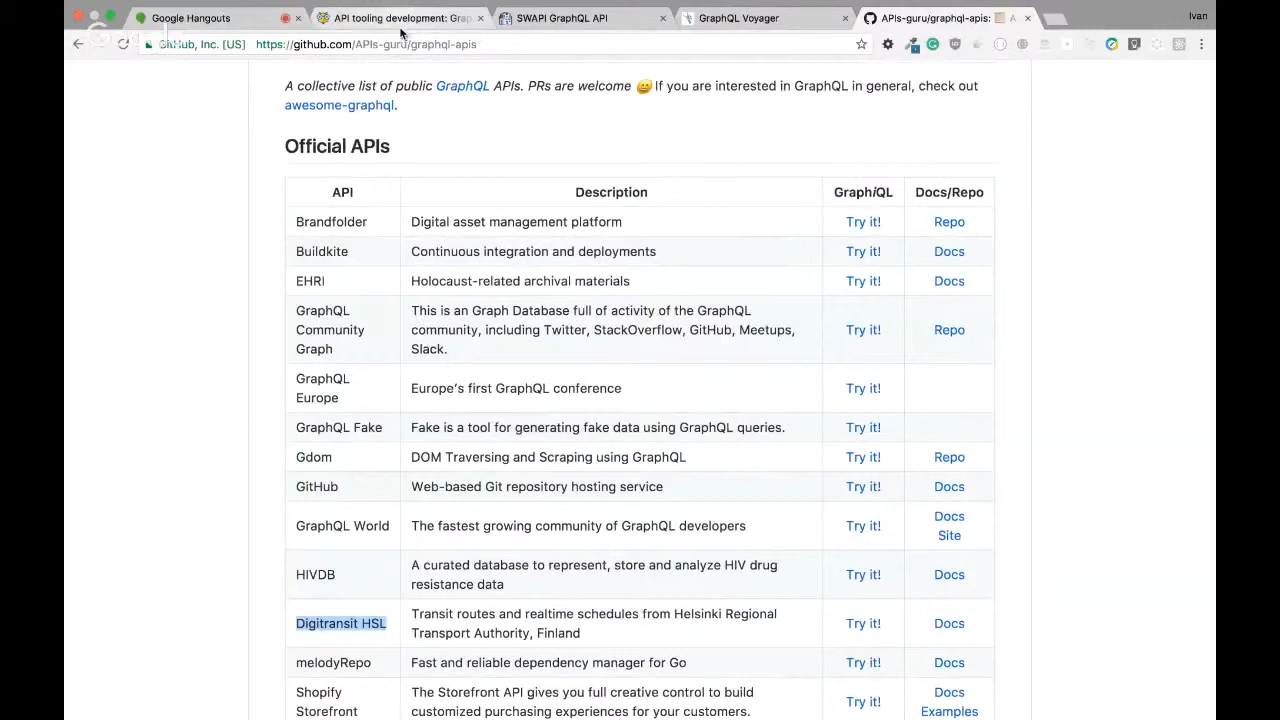 Google Hangouts
API tooling development: Grap
SWAPI GraphQL API
GraphQL Voyager
APIs-guru/graphql-apis:
Ivan
GitHub, Inc. [US]
https://github.com/APIs-guru/graphql-apis
A collective list of public GraphQL APIs. PRs are welcome 😄 If you are interested in GraphQL in general, check out
awesome-graphql.
Official APIs
API Description GraphiQL Docs/Repo
Brandfolder Digital asset management platform Try it! Repo
Buildkite Continuous integration and deployments Try it! Docs
EHRI Holocaust-related archival materials Try it! Docs
GraphQL
Community
Graph
This is an Graph Database full of activity of the GraphQL
community, including Twitter, StackOverflow, GitHub, Meetups,
Slack.
Try it!
Repo
GraphQL
Europe
Europe's first GraphQL conference
Try it!
GraphQL Fake Fake is a tool for generating fake data using GraphQL queries. Try it!
Gdom DOM Traversing and Scraping using GraphQL Try it! Repo
GitHub Web-based Git repository hosting service Try it! Docs
GraphQL World The fastest growing community of GraphQL developers Try it!
Docs
Site
HIVDB
A curated database to represent, store and analyze HIV drug
resistance data
Try it!
Docs
Digitransit HSL
Transit routes and realtime schedules from Helsinki Regional
Transport Authority, Finland
Try it!
Docs
melodyRepo Fast and reliable dependency manager for Go Try it! Docs
Shopify
Storefront
The Storefront API gives you full creative control to build
customized purchasing experiences for your customers.
Try it!
Docs
Examples